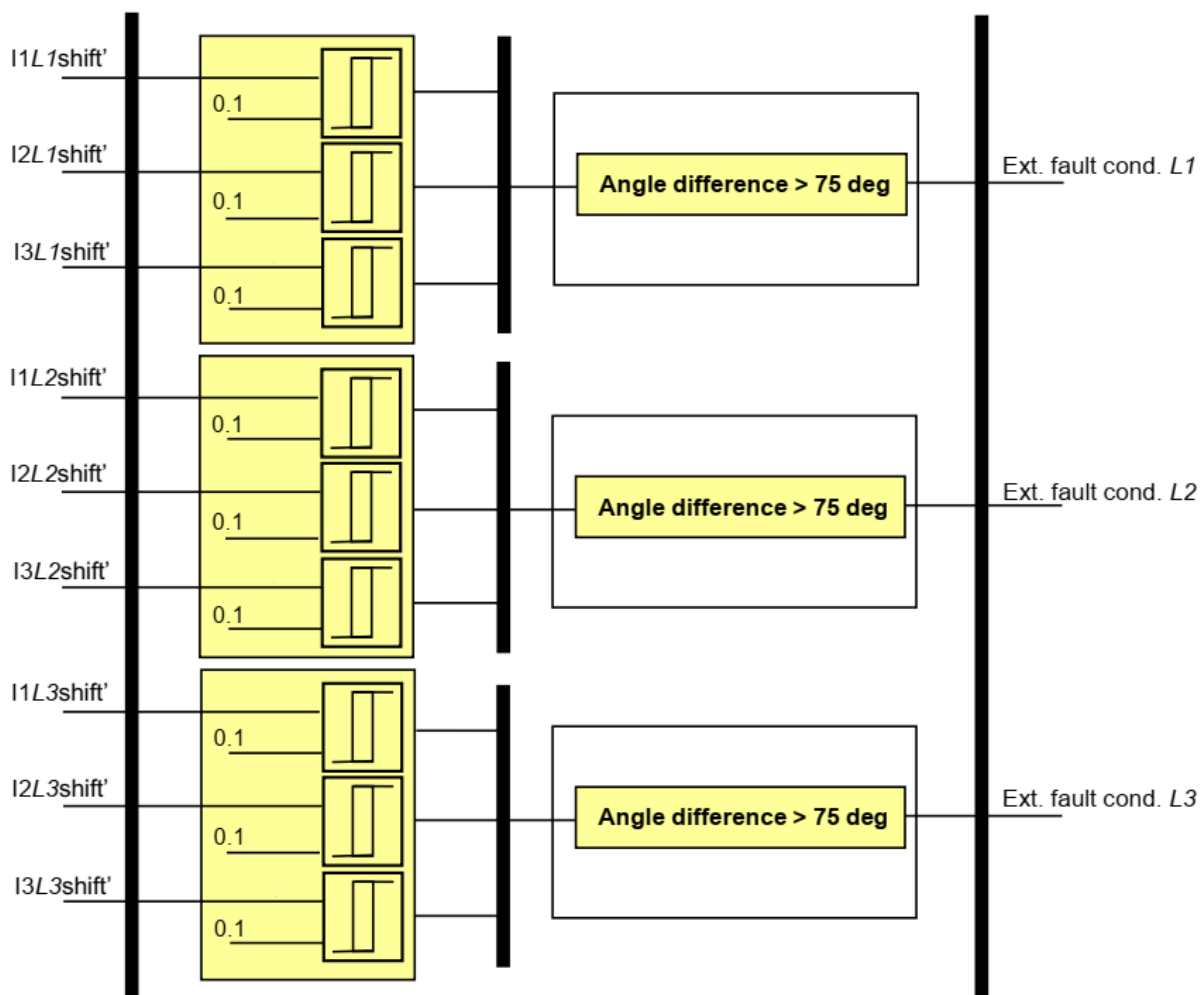 I1L1shift’
0.1
I2L1shift’
0.1
I3L1shift’
0.1
Angle difference > 75 deg
Ext. fault cond. L1
I1L2shift’
0.1
I2L2shift’
0.1
I3L2shift’
0.1
Angle difference > 75 deg
Ext. fault cond. L2
I1L3shift’
0.1
I2L3shift’
0.1
I3L3shift’
0.1
Angle difference > 75 deg
Ext. fault cond. L3